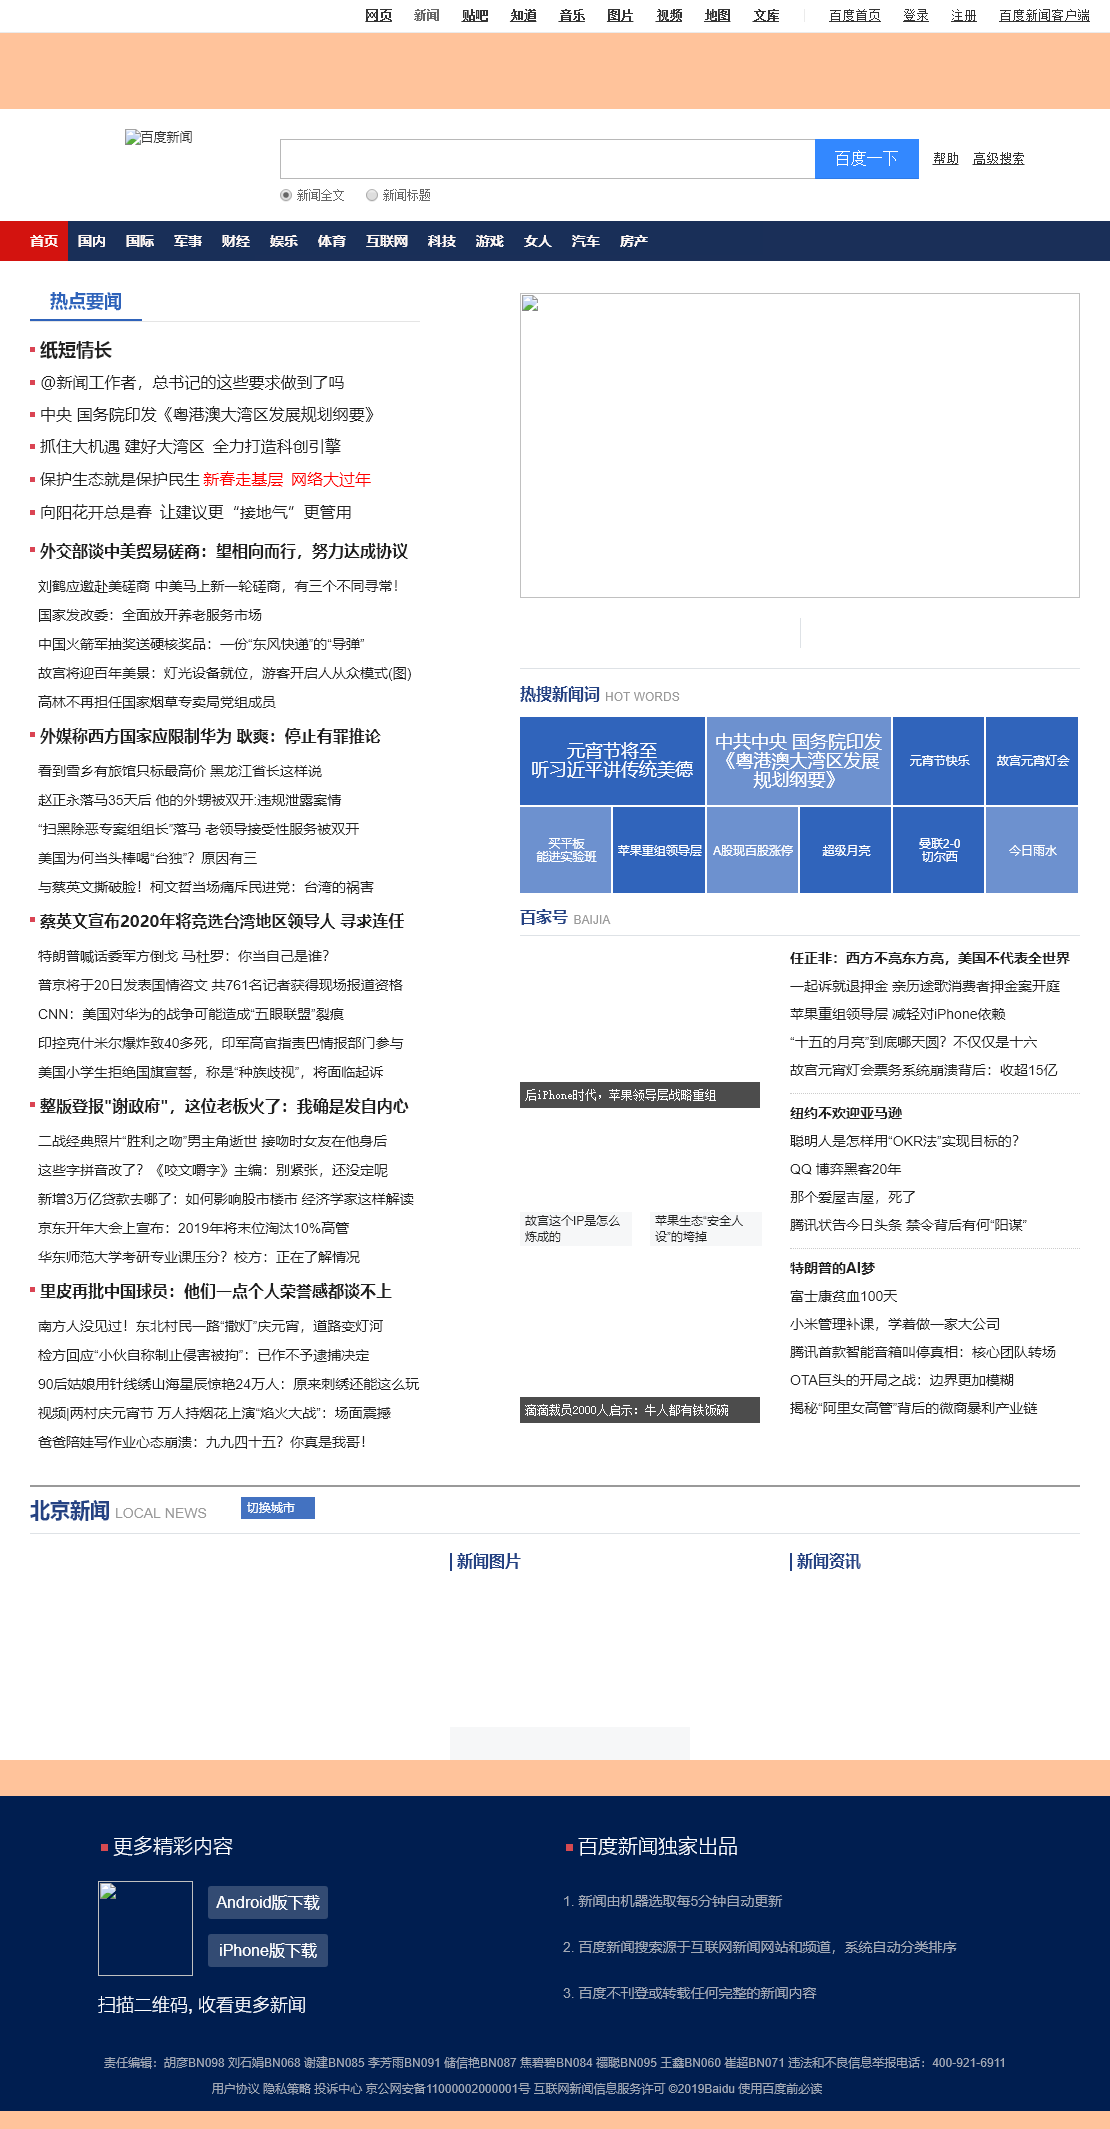 网页 新闻 贴吧 知道 音乐 图片 视频 地图 文库 百度首页 登录 注册 百度新闻客户端
百度新闻
百度一下 帮助 高级搜索
新闻全文 新闻标题
首页 国内 国际 军事 财经 娱乐 体育 互联网 科技 游戏 女人 汽车 房产
热点要闻
纸短情长
@新闻工作者，总书记的这些要求做到了吗
中央 国务院印发《粤港澳大湾区发展规划纲要》
抓住大机遇 建好大湾区 全力打造科创引擎
保护生态就是保护民生 新春走基层 网络大过年
向阳花开总是春 让建议更“接地气”更管用
外交部谈中美贸易磋商：望相向而行，努力达成协议
刘鹤应邀赴美磋商 中美马上新一轮磋商，有三个不同寻常！
国家发改委：全面放开养老服务市场
中国火箭军抽奖送硬核奖品：一份“东风快递”的“导弹”
故宫将迎百年美景：灯光设备就位，游客开启人从众模式(图)
高林不再担任国家烟草专卖局党组成员
外媒称西方国家应限制华为 耿爽：停止有罪推论
看到雪乡有旅馆只标最高价 黑龙江省长这样说
赵正永落马35天后 他的外甥被双开:违规泄露案情
“扫黑除恶专案组组长”落马 老领导接受性服务被双开
美国为何当头棒喝“台独”？原因有三
与蔡英文撕破脸！柯文哲当场痛斥民进党：台湾的祸害
蔡英文宣布2020年将竞选台湾地区领导人 寻求连任
特朗普喊话委军方倒戈 马杜罗：你当自己是谁？
普京将于20日发表国情咨文 共761名记者获得现场报道资格
CNN：美国对华为的战争可能造成“五眼联盟”裂痕
印控克什米尔爆炸致40多死，印军高官指责巴情报部门参与
美国小学生拒绝国旗宣誓，称是“种族歧视”，将面临起诉
整版登报"谢政府"，这位老板火了：我确是发自内心
二战经典照片“胜利之吻”男主角逝世 接吻时女友在他身后
这些字拼音改了？《咬文嚼字》主编：别紧张，还没定呢
新增3万亿贷款去哪了：如何影响股市楼市 经济学家这样解读
京东开年大会上宣布：2019年将末位淘汰10%高管
华东师范大学考研专业课压分？校方：正在了解情况
里皮再批中国球员：他们一点个人荣誉感都谈不上
南方人没见过！东北村民一路“撒灯”庆元宵，道路变灯河
检方回应“小伙自称制止侵害被拘”：已作不予逮捕决定
90后姑娘用针线绣山海星辰惊艳24万人：原来刺绣还能这么玩
视频|两村庆元宵节 万人持烟花上演“焰火大战”：场面震撼
爸爸陪娃写作业心态崩溃：九九四十五？你真是我哥！
热搜新闻词 HOT WORDS
元宵节将至
听习近平讲传统美德
中共中央 国务院印发
《粤港澳大湾区发展
规划纲要》
元宵节快乐
故宫元宵灯会
买平板
能进实验班
苹果重组领导层
A股现百股涨停
超级月亮
曼联2-0
切尔西
今日雨水
百家号 BAIJIA
后iPhone时代，苹果领导层战略重组
故宫这个IP是怎么
炼成的
苹果生态“安全人
设”的垮掉
滴滴裁员2000人启示：牛人都有铁饭碗
任正非：西方不亮东方亮，美国不代表全世界
一起诉就退押金 亲历途歌消费者押金案开庭
苹果重组领导层 减轻对iPhone依赖
“十五的月亮”到底哪天圆？不仅仅是十六
故宫元宵灯会票务系统崩溃背后：收超15亿
纽约不欢迎亚马逊
聪明人是怎样用“OKR法”实现目标的？
QQ 博弈黑客20年
那个爱屋吉屋，死了
腾讯状告今日头条 禁令背后有何“阳谋”
特朗普的AI梦
富士康贫血100天
小米管理补课，学着做一家大公司
腾讯首款智能音箱叫停真相：核心团队转场
OTA巨头的开局之战：边界更加模糊
揭秘“阿里女高管”背后的微商暴利产业链
北京新闻 LOCAL NEWS 切换城市
新闻图片 新闻资讯
更多精彩内容
Android版下载
iPhone版下载
扫描二维码, 收看更多新闻
百度新闻独家出品
1. 新闻由机器选取每5分钟自动更新
2. 百度新闻搜索源于互联网新闻网站和频道，系统自动分类排序
3. 百度不刊登或转载任何完整的新闻内容
责任编辑：胡彦BN098 刘石娟BN068 谢建BN085 李芳雨BN091 储信艳BN087 焦碧碧BN084 禤聪BN095 王鑫BN060 崔超BN071 违法和不良信息举报电话：400-921-6911
用户协议 隐私策略 投诉中心 京公网安备11000002000001号 互联网新闻信息服务许可 ©2019Baidu 使用百度前必读